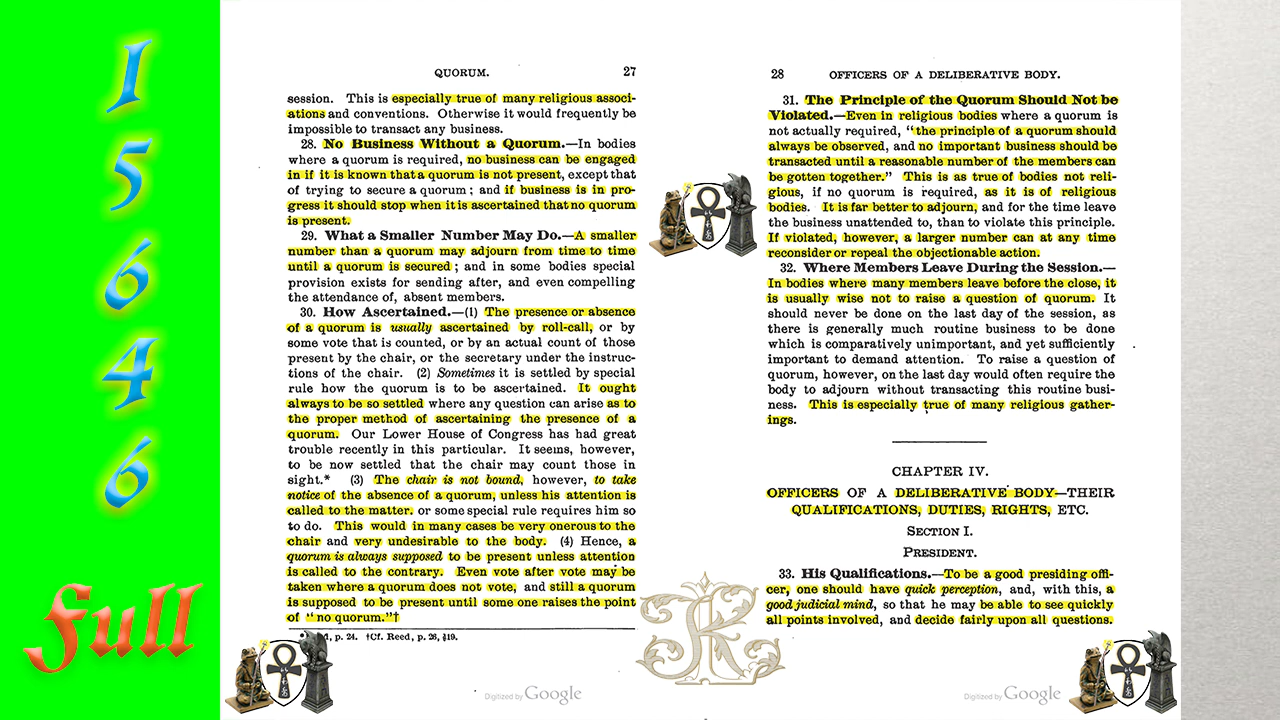 1
5
6
4
6
Full
QUORUM. 27
session. This is especially true of many religious associ-
ations and conventions. Otherwise it would frequently be
impossible to transact any business.
28. No Business Without a Quorum.—In bodies
where a quorum is required, no business can be engaged
in if it is known that a quorum is not present, except that
of trying to secure a quorum; and if business is in pro-
gress it should stop when it is ascertained that no quorum
is present.
29. What a Smaller Number May Do.—A smaller
number than a quorum may adjourn from time to time
until a quorum is secured; and in some bodies special
provision exists for sending after, and even compelling
the attendance of, absent members.
30. How Ascertained.—(1) The presence or absence
of a quorum is usually ascertained by roll-call, or by
some vote that is counted, or by an actual count of those
present by the chair, or the secretary under the instruc-
tions of the chair. (2) Sometimes it is settled by special
rule how the quorum is to be ascertained. It ought
always to be so settled where any question can arise as to
the proper method of ascertaining the presence of a
quorum. Our Lower House of Congress has had great
trouble recently in this particular. It seems, however,
to be now settled that the chair may count those in
sight.* (3) The chair is not bound, however, to take
notice of the absence of a quorum, unless his attention is
called to the matter. or some special rule requires him so
to do. This would in many cases be very onerous to the
chair and very undesirable to the body. (4) Hence, a
quorum is always supposed to be present unless attention
is called to the contrary. Even vote after vote may be
taken where a quorum does not vote, and still a quorum
is supposed to be present until some one raises the point
of "no quorum."†
p. 24. †Cf. Reed, p. 26, §19.
Digitized by Google
28 OFFICERS OF A DELIBERATIVE BODY.
31. The Principle of the Quorum Should Not be
Violated.—Even in religious bodies where a quorum is
not actually required, "the principle of a quorum should
always be observed, and no important business should be
transacted until a reasonable number of the members can
be gotten together." This is as true of bodies not reli-
gious, if no quorum is required, as it is of religious
bodies. It is far better to adjourn, and for the time leave
the business unattended to, than to violate this principle.
If violated, however, a larger number can at any time
reconsider or repeal the objectionable action.
32. Where Members Leave During the Session.—
In bodies where many members leave before the close, it
is usually wise not to raise a question of quorum. It
should never be done on the last day of the session, as
there is generally much routine business to be done
which is comparatively unimportant, and yet sufficiently
important to demand attention. To raise a question of
quorum, however, on the last day would often require the
body to adjourn without transacting this routine busi-
ness. This is especially true of many religious gather-
ings.
CHAPTER IV.
OFFICERS OF A DELIBERATIVE BODY—THEIR
QUALIFICATIONS, DUTIES, RIGHTS, ETC.
SECTION I.
PRESIDENT.
33. His Qualifications.—To be a good presiding offi-
cer, one should have quick perception, and, with this, a
good judicial mind, so that he may be able to see quickly
all points involved, and decide fairly upon all questions.
Digitized by Google